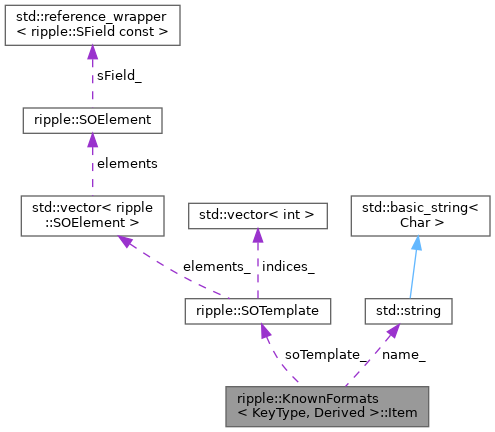 std::reference_wrapper
< ripple::SField const >
sField_
ripple::SOElement
elements
std::vector< ripple
::SOElement >
std::vector< int >
std::basic_string<
Char >
elements_
indices_
ripple::SOTemplate
std::string
soTemplate_
name_
ripple::KnownFormats
< KeyType, Derived >::Item